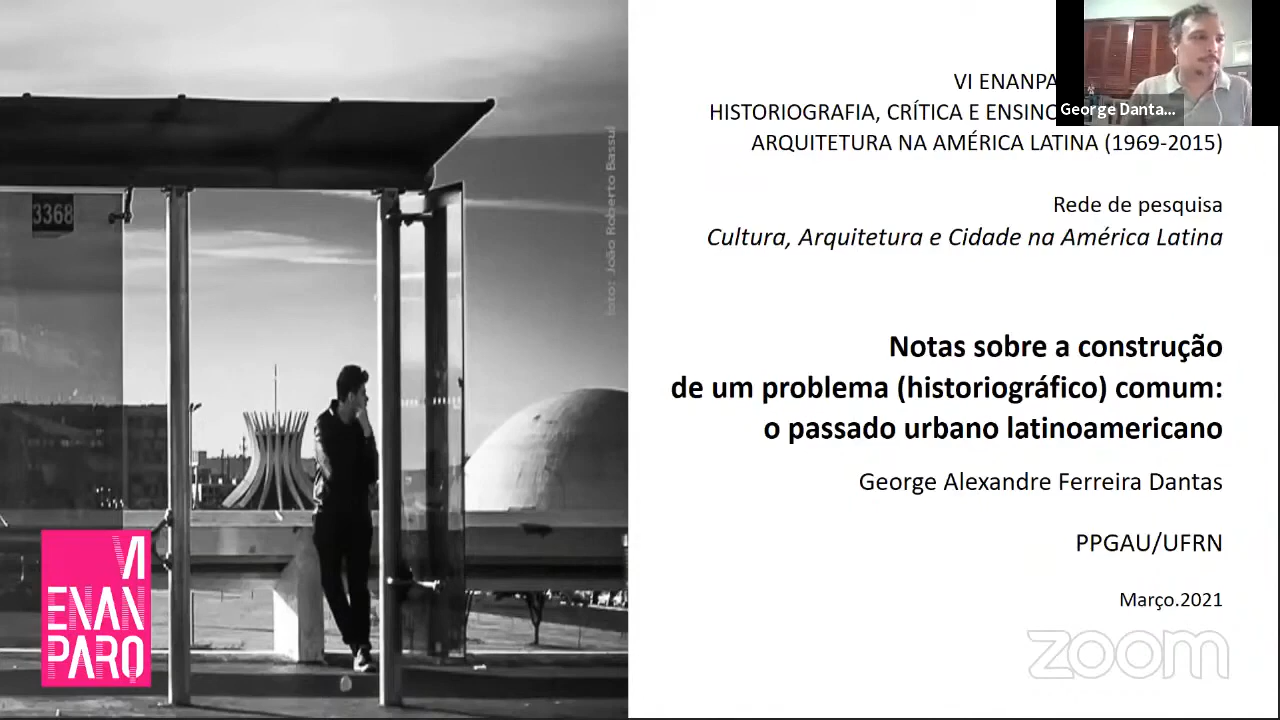 3368
Isto: João Roberto Bassul
VI
ENAN
PARQ
VI ENANPA
HISTORIOGRAFIA, CRÍTICA E ENSINO
ARQUITETURA NA AMÉRICA LATINA (1969-2015)
George Danta...
Rede de pesquisa
Cultura, Arquitetura e Cidade na América Latina
Notas sobre a construção
de um problema (historiográfico) comum:
o passado urbano latinoamericano
George Alexandre Ferreira Dantas
PPGAU/UFRN
Março.2021
zoom